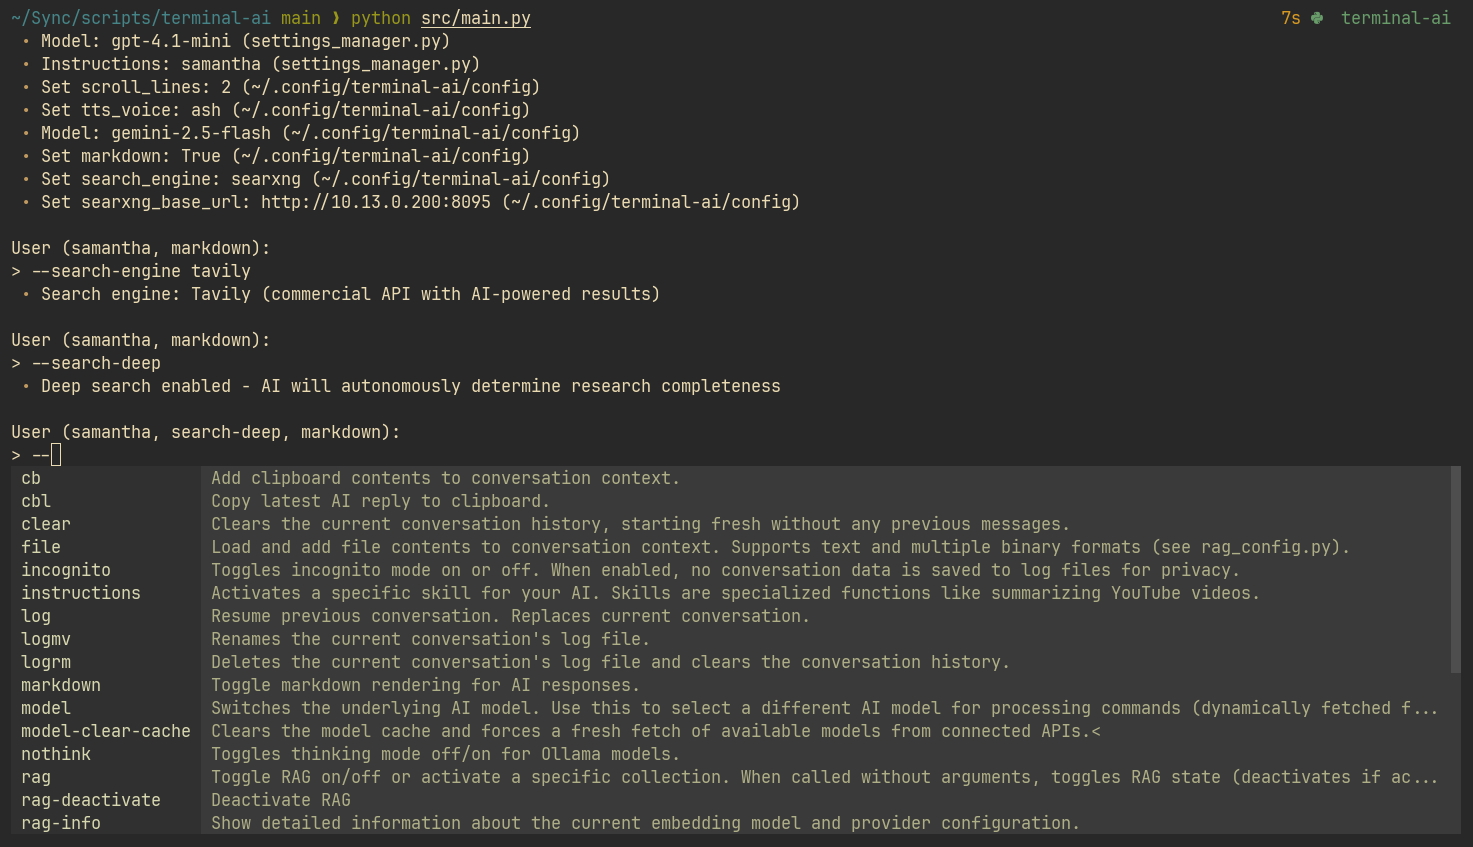 ~/Sync/scripts/terminal-ai main ❱ python src/main.py 7s terminal-ai
• Model: gpt-4.1-mini (settings_manager.py)
• Instructions: samantha (settings_manager.py)
• Set scroll_lines: 2 (~/.config/terminal-ai/config)
• Set tts_voice: ash (~/.config/terminal-ai/config)
• Model: gemini-2.5-flash (~/.config/terminal-ai/config)
• Set markdown: True (~/.config/terminal-ai/config)
• Set search_engine: searxng (~/.config/terminal-ai/config)
• Set searxng_base_url: http://10.13.0.200:8095 (~/.config/terminal-ai/config)
User (samantha, markdown):
> --search-engine tavily
• Search engine: Tavily (commercial API with AI-powered results)
User (samantha, markdown):
> --search-deep
• Deep search enabled - AI will autonomously determine research completeness
User (samantha, search-deep, markdown):
> --
cb Add clipboard contents to conversation context.
cbl Copy latest AI reply to clipboard.
clear Clears the current conversation history, starting fresh without any previous messages.
file Load and add file contents to conversation context. Supports text and multiple binary formats (see rag_config.py).
incognito Toggles incognito mode on or off. When enabled, no conversation data is saved to log files for privacy.
instructions Activates a specific skill for your AI. Skills are specialized functions like summarizing YouTube videos.
log Resume previous conversation. Replaces current conversation.
logmv Renames the current conversation's log file.
logrm Deletes the current conversation's log file and clears the conversation history.
markdown Toggle markdown rendering for AI responses.
model Switches the underlying AI model. Use this to select a different AI model for processing commands (dynamically fetched f...
model-clear-cache Clears the model cache and forces a fresh fetch of available models from connected APIs.<
nothink Toggles thinking mode off/on for Ollama models.
rag Toggle RAG on/off or activate a specific collection. When called without arguments, toggles RAG state (deactivates if ac...
rag-deactivate Deactivate RAG
rag-info Show detailed information about the current embedding model and provider configuration.